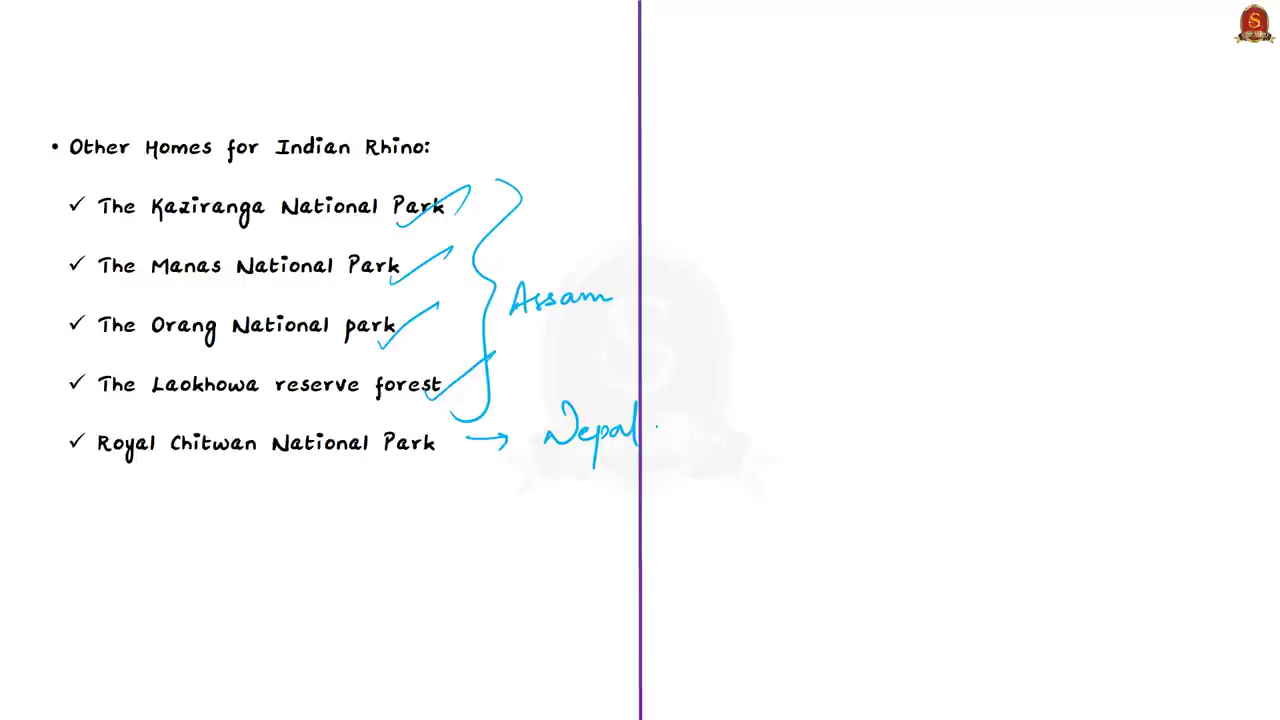 • Other Homes for Indian Rhino:
✓ The Kaziranga National Park
✓ The Manas National Park
Assam
✓ The Orang National park
✓ The Laokhowa reserve forest
✓ Royal Chitwan National Park → Nepal
S